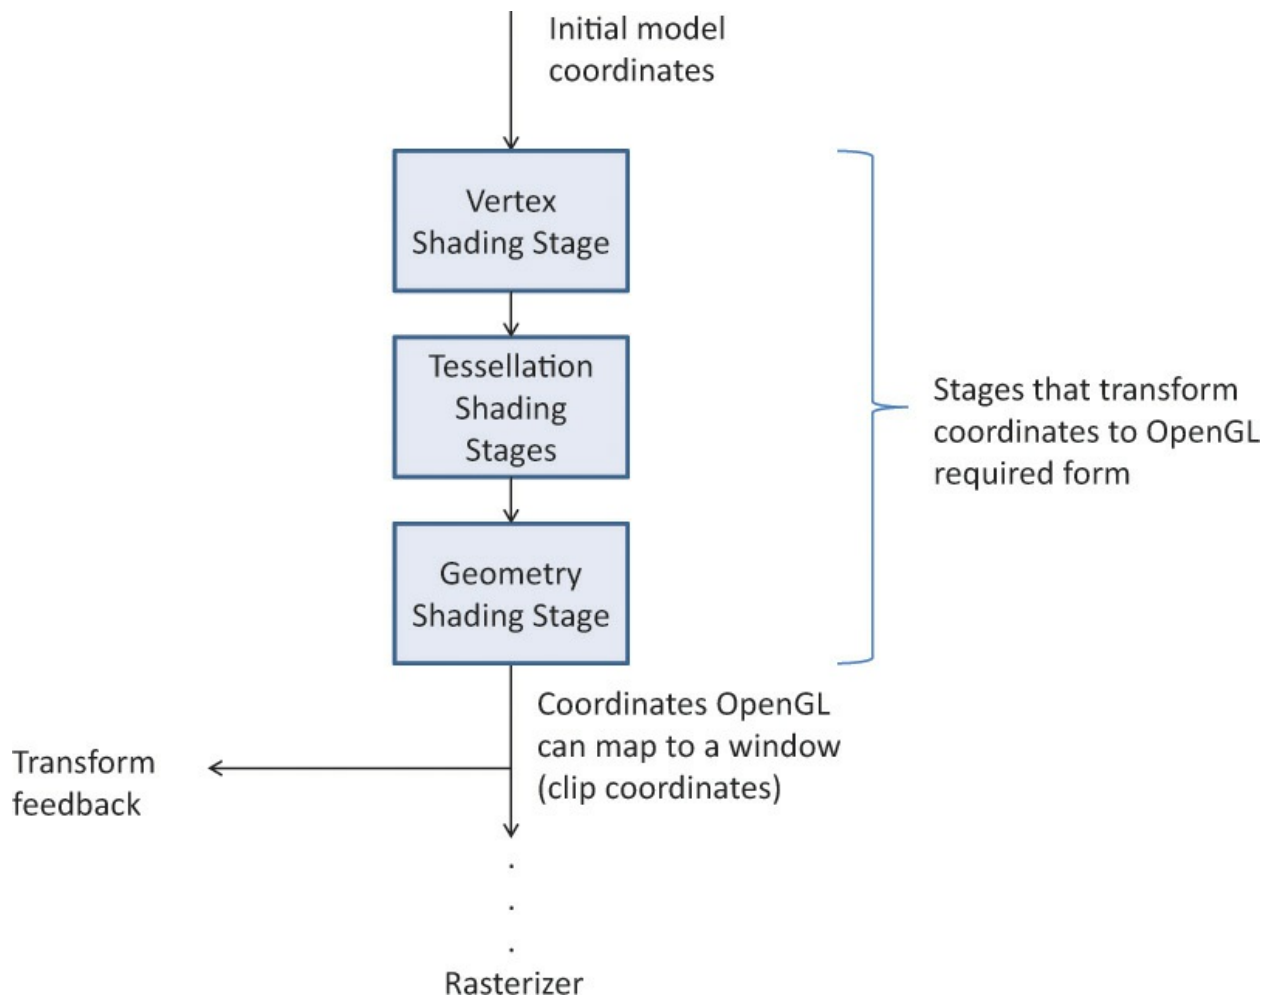 Initial model
coordinates
Vertex
Shading Stage
Tessellation
Shading
Stages
Stages that transform
coordinates to OpenGL
required form
Geometry
Shading Stage
Coordinates OpenGL
can map to a window
(clip coordinates)
Transform
feedback
.
.
.
Rasterizer